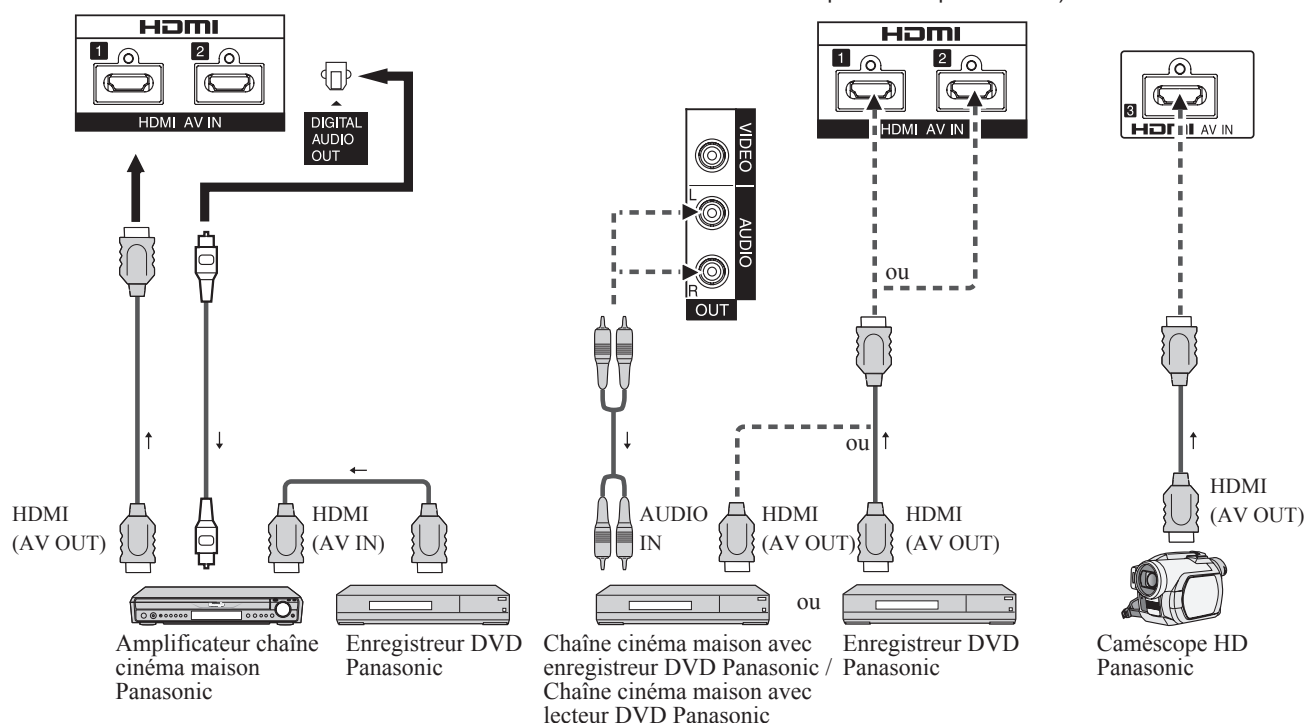 HDMI
1
2
HDMI AV IN
DIGITAL
AUDIO
OUT
HDMI
(AV OUT)
HDMI
(AV IN)
Amplificateur chaîne
cinéma maison
Panasonic
Enregistreur DVD
Panasonic
VIDEO
L
AUDIO
R
OUT
AUDIO
IN
HDMI
(AV OUT)
Chaîne cinéma maison avec
enregistreur DVD Panasonic /
Chaîne cinéma maison avec
lecteur DVD Panasonic
ou
HDMI
1
2
HDMI AV IN
ou
ou
HDMI
(AV OUT)
Enregistreur DVD
Panasonic
3
HDMI AV IN
HDMI
(AV OUT)
Caméscope HD
Panasonic